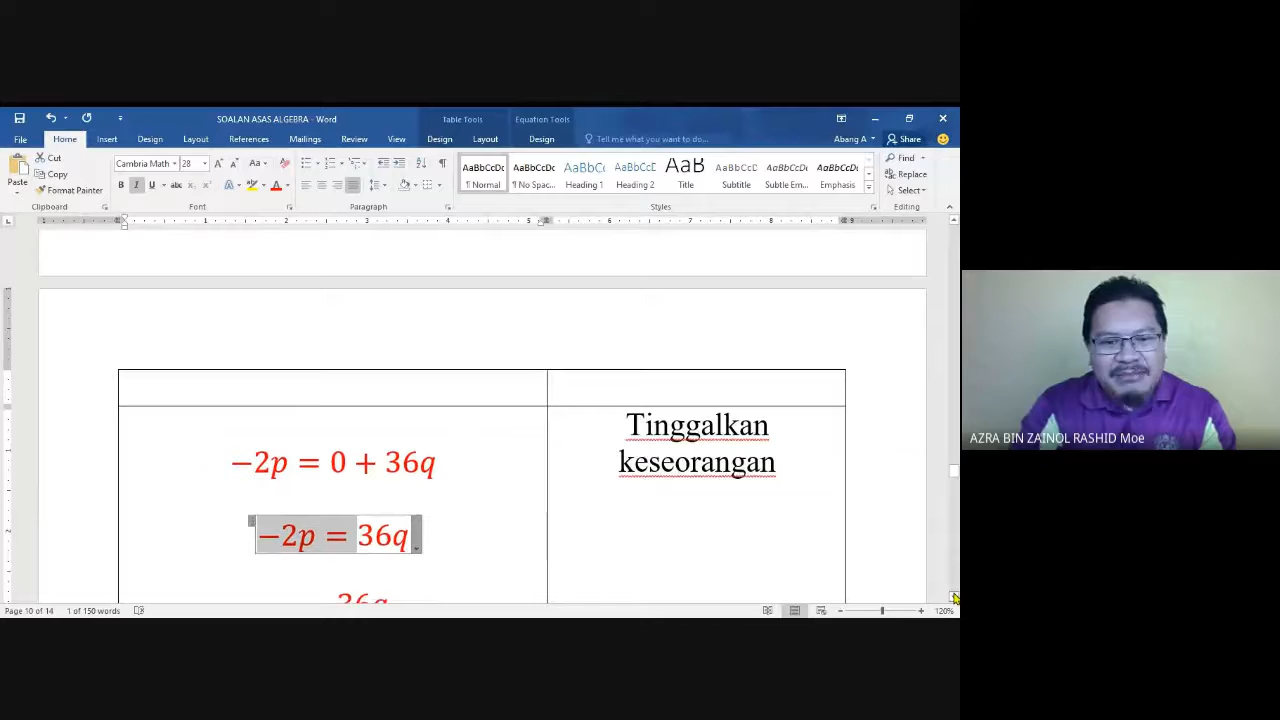 SOALAN ASAS ALGEBRA - Word
Table Tools
Equation Tools
File
Home
Insert
Design
Layout
References
Mailings
Review
View
Design
Layout
Design
Tell me what you want to do...
Abang A
Share
Cut
Copy
Format Painter
Paste
Clipboard
Cambria Math
28
Font
Paragraph
AaBbCcDc
¶ Normal
AaBbCcDc
¶ No Spac...
AaBbC
Heading 1
AaBbCcE
Heading 2
AaB
Title
AaBbCcD
Subtitle
AaBbCcDc
Subtle Em...
AaBbCcDc
Emphasis
Styles
Find
Replace
Select
Editing
Tinggalkan
keseorangan
−2p = 0 + 36q
−2p = 36q
36q
AZRA BIN ZAINOL RASHID Moe
Page 10 of 14
1 of 150 words
120%